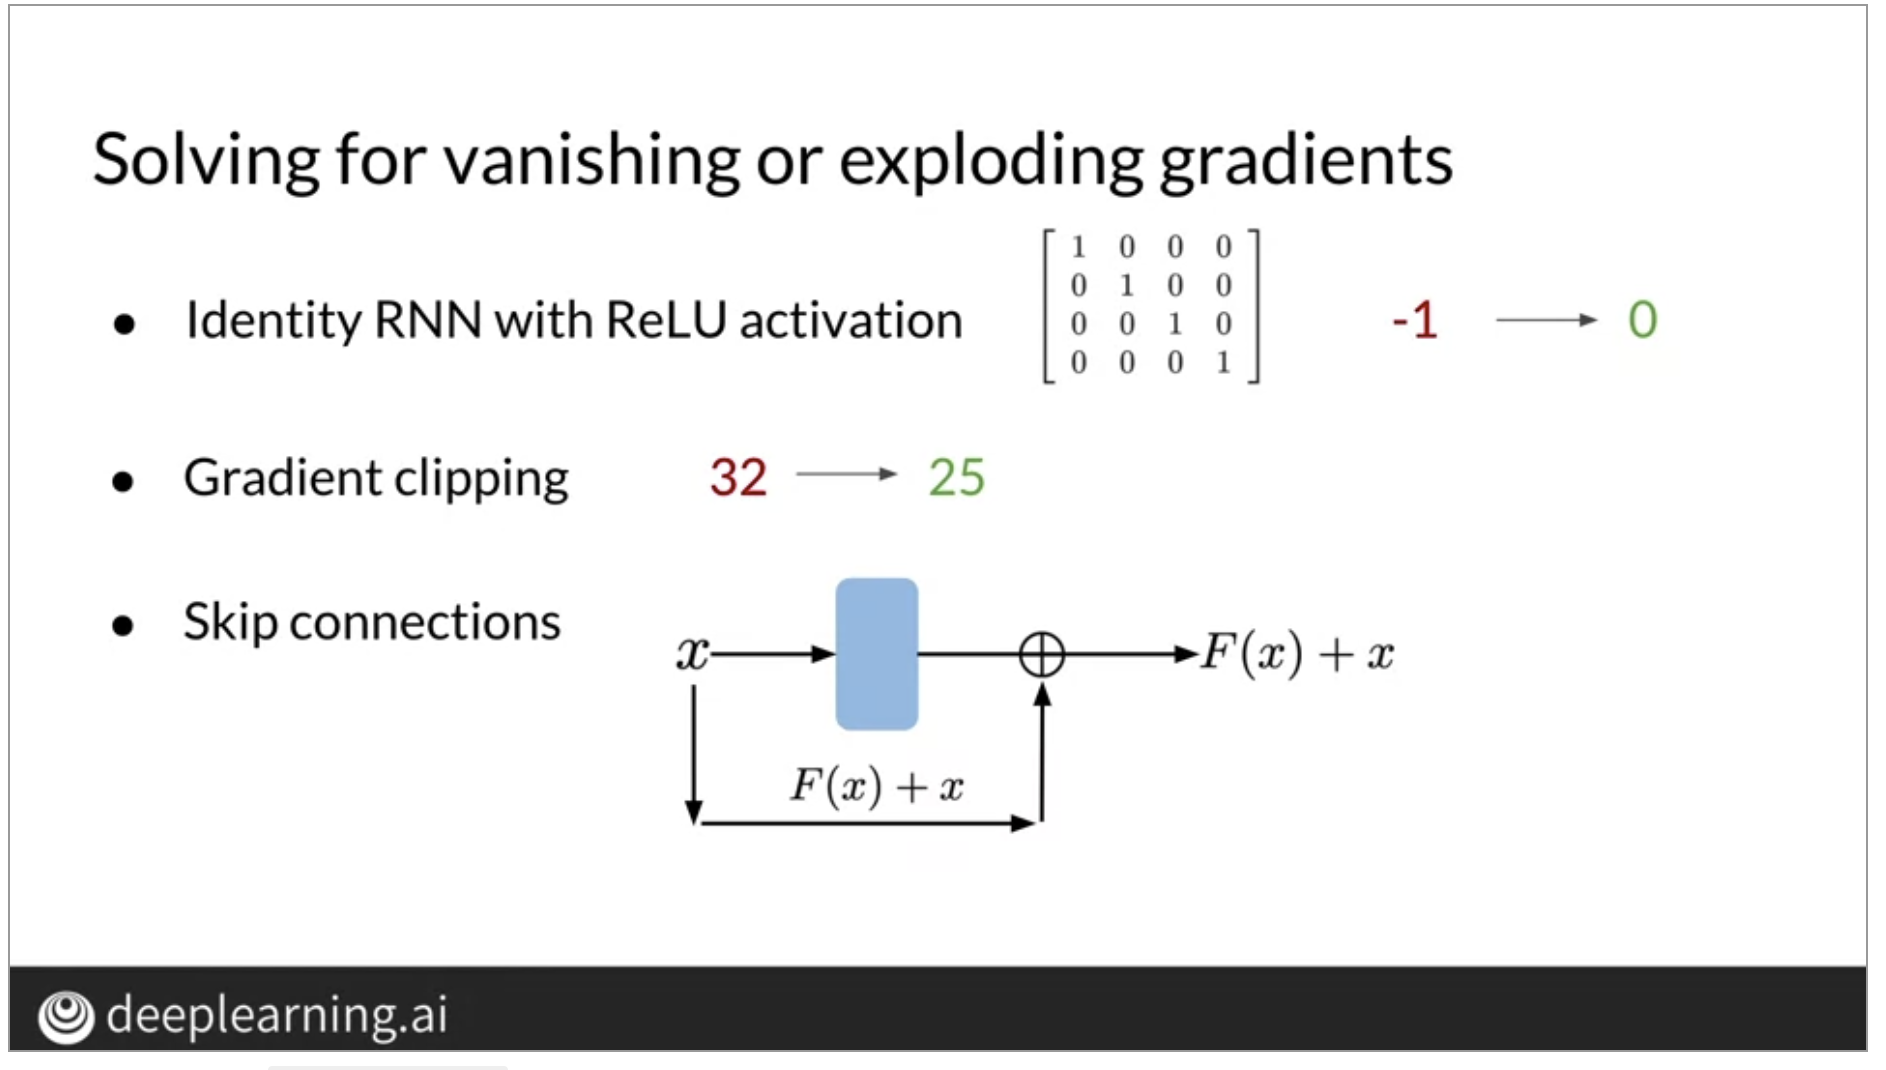 Solving for vanishing or exploding gradients
● Identity RNN with ReLU activation
1 0 0 0
0 1 0 0
0 0 1 0
0 0 0 1
-1 → 0
● Gradient clipping 32 → 25
● Skip connections
x
F(x) + x
F(x) + x
deeplearning.ai